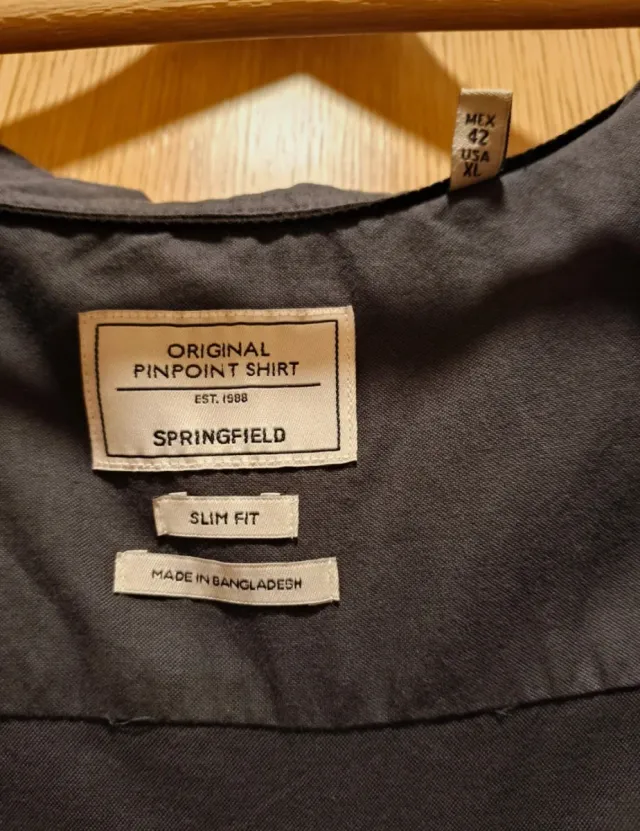 MEX
42
USA
XL
ORIGINAL
PINPOINT SHIRT
EST. 1988
SPRINGFIELD
SLIM FIT
MADE IN BANGLADESH